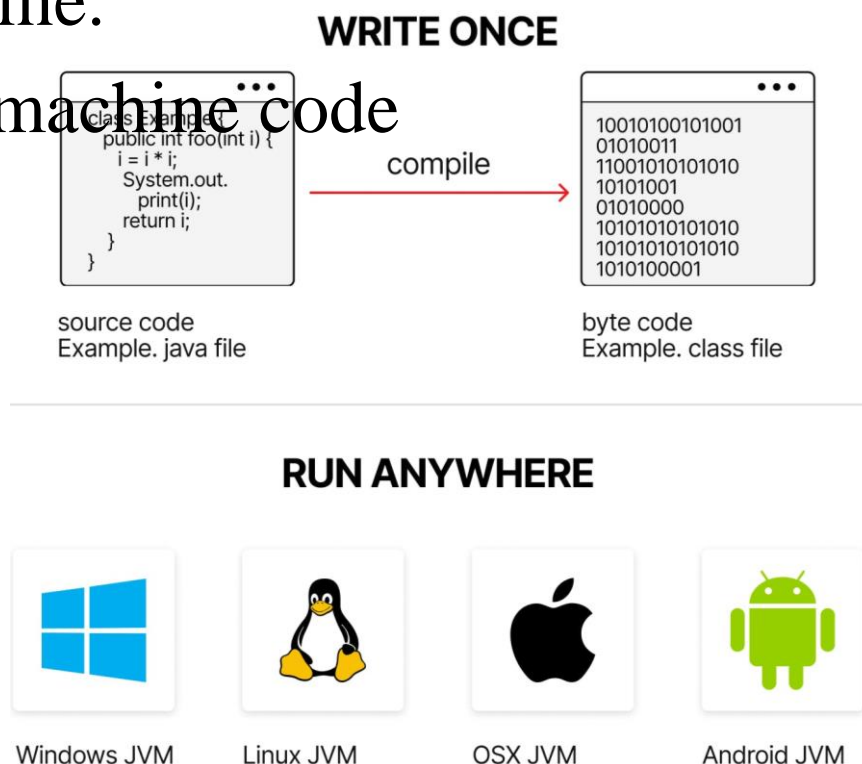 WRITE ONCE
machine code
class Example {
public int foo(int i) {
i = i * i;
System.out.
print(i);
return i;
}
}
compile
10010100101001
01010011
11001010101010
10101001
01010000
10101010101010
10101010101010
1010100001
source code
Example. java file
byte code
Example. class file
RUN ANYWHERE
Windows JVM
Linux JVM
OSX JVM
Android JVM